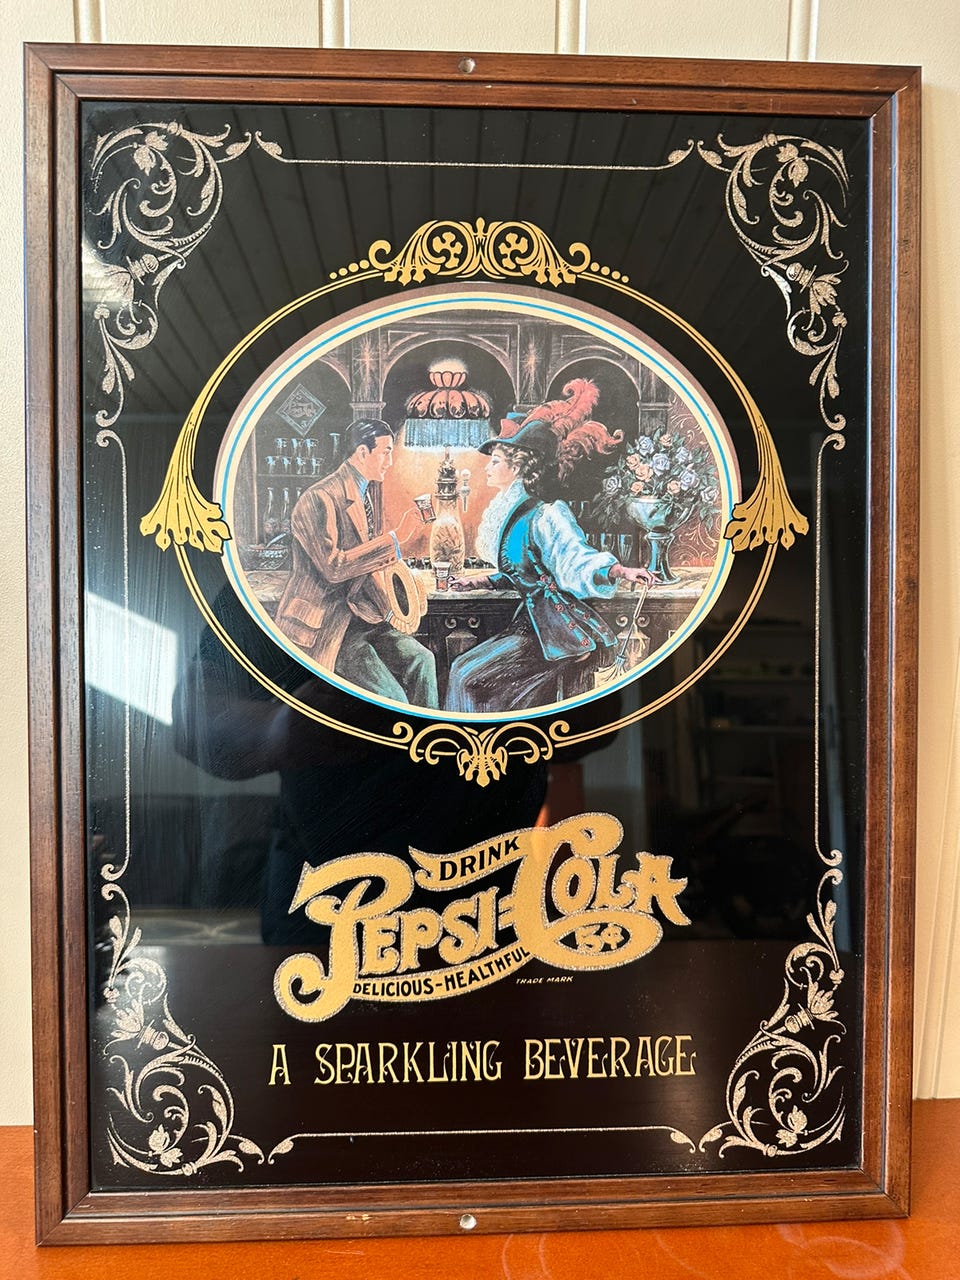 DRINK
PEPSI-COLA
5¢
DELICIOUS-HEALTHFUL
TRADE MARK
A SPARKLING BEVERAGE